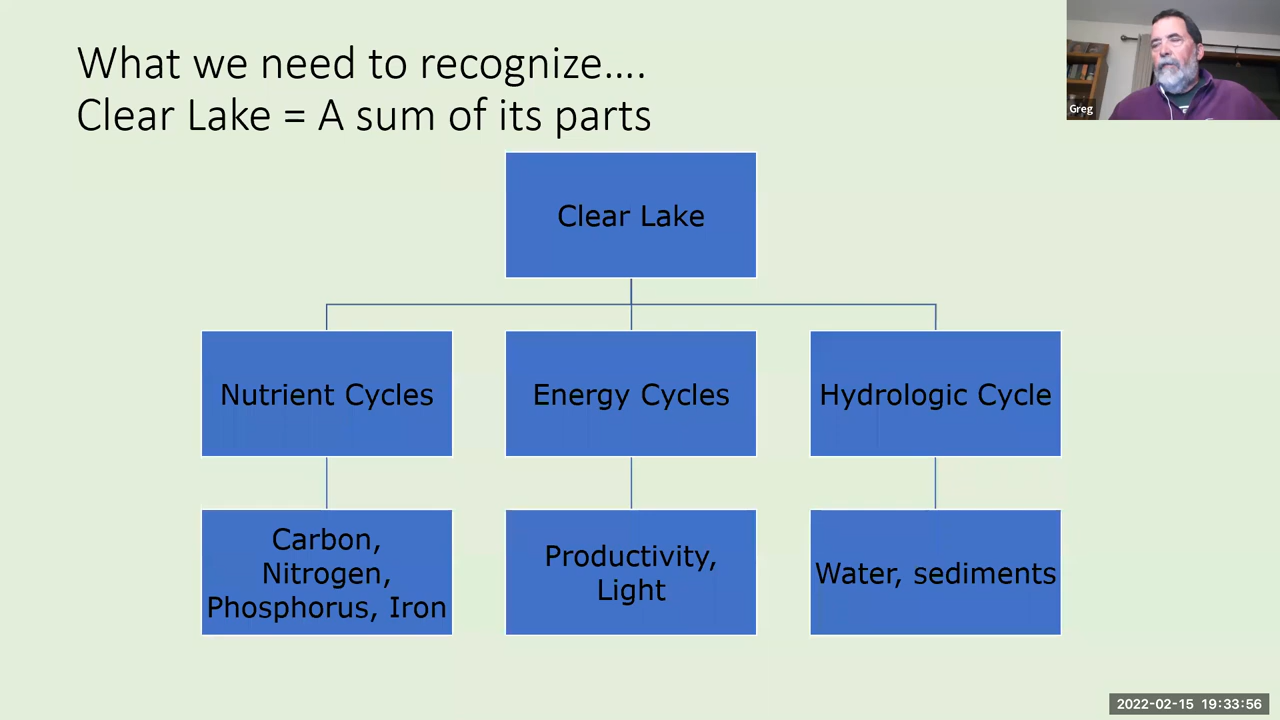 What we need to recognize....
Clear Lake = A sum of its parts
Greg
Clear Lake
Nutrient Cycles
Energy Cycles
Hydrologic Cycle
Carbon,
Nitrogen,
Phosphorus, Iron
Productivity,
Light
Water, sediments
2022-02-15 19:33:56